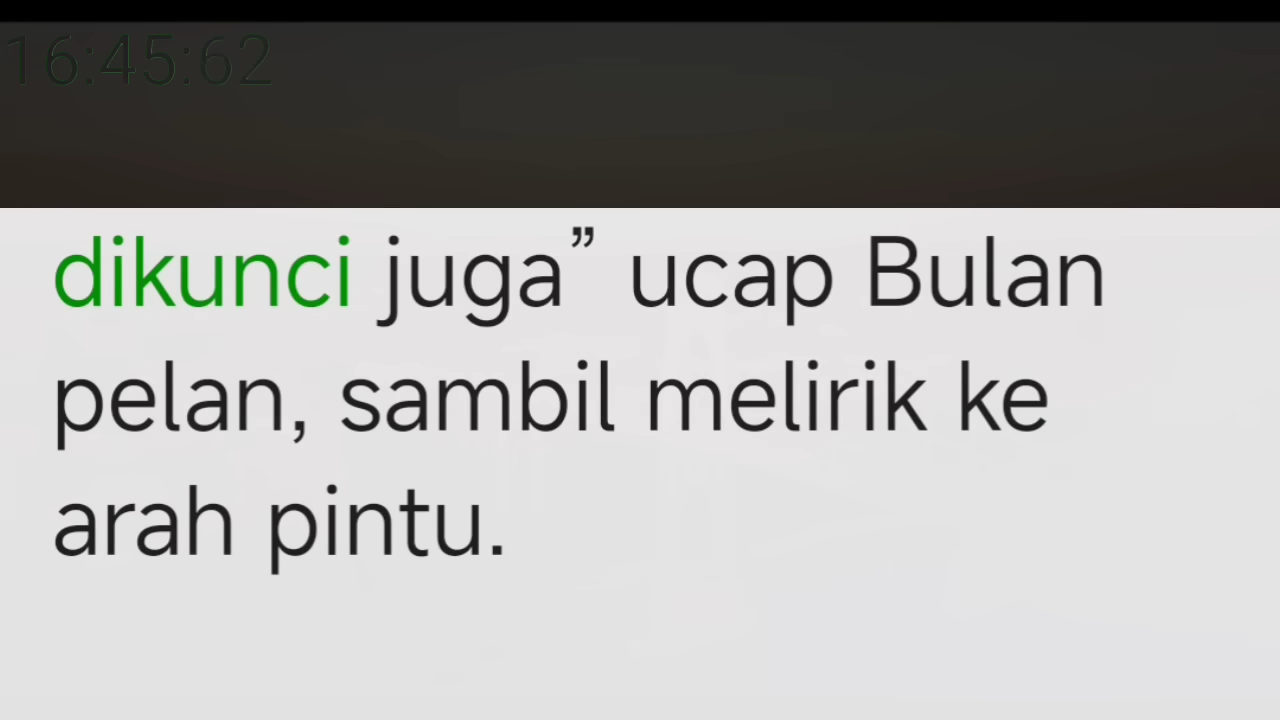 16:45:62
dikunci juga” ucap Bulan
pelan, sambil melirik ke
arah pintu.